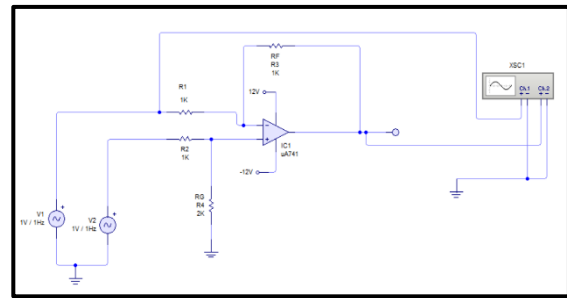 RF
R3
1K
XSC1
R1
1K
12V
Ch.1 Ch.2
+ - + -
R2
1K
IC1
uA741
-12V
RG
R4
2K
V1
1V / 1Hz
V2
1V / 1Hz